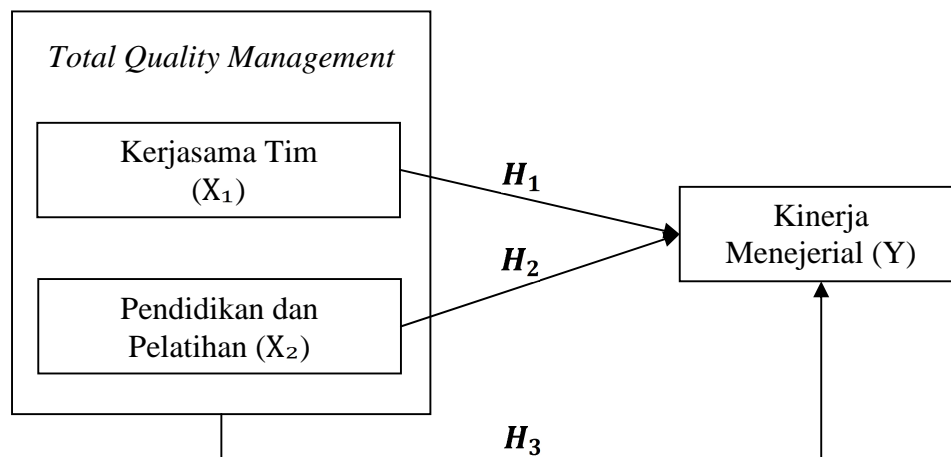 Total Quality Management
Kerjasama Tim
(X₁)
H₁
Kinerja
Menejerial (Y)
H₂
Pendidikan dan
Pelatihan (X₂)
H₃